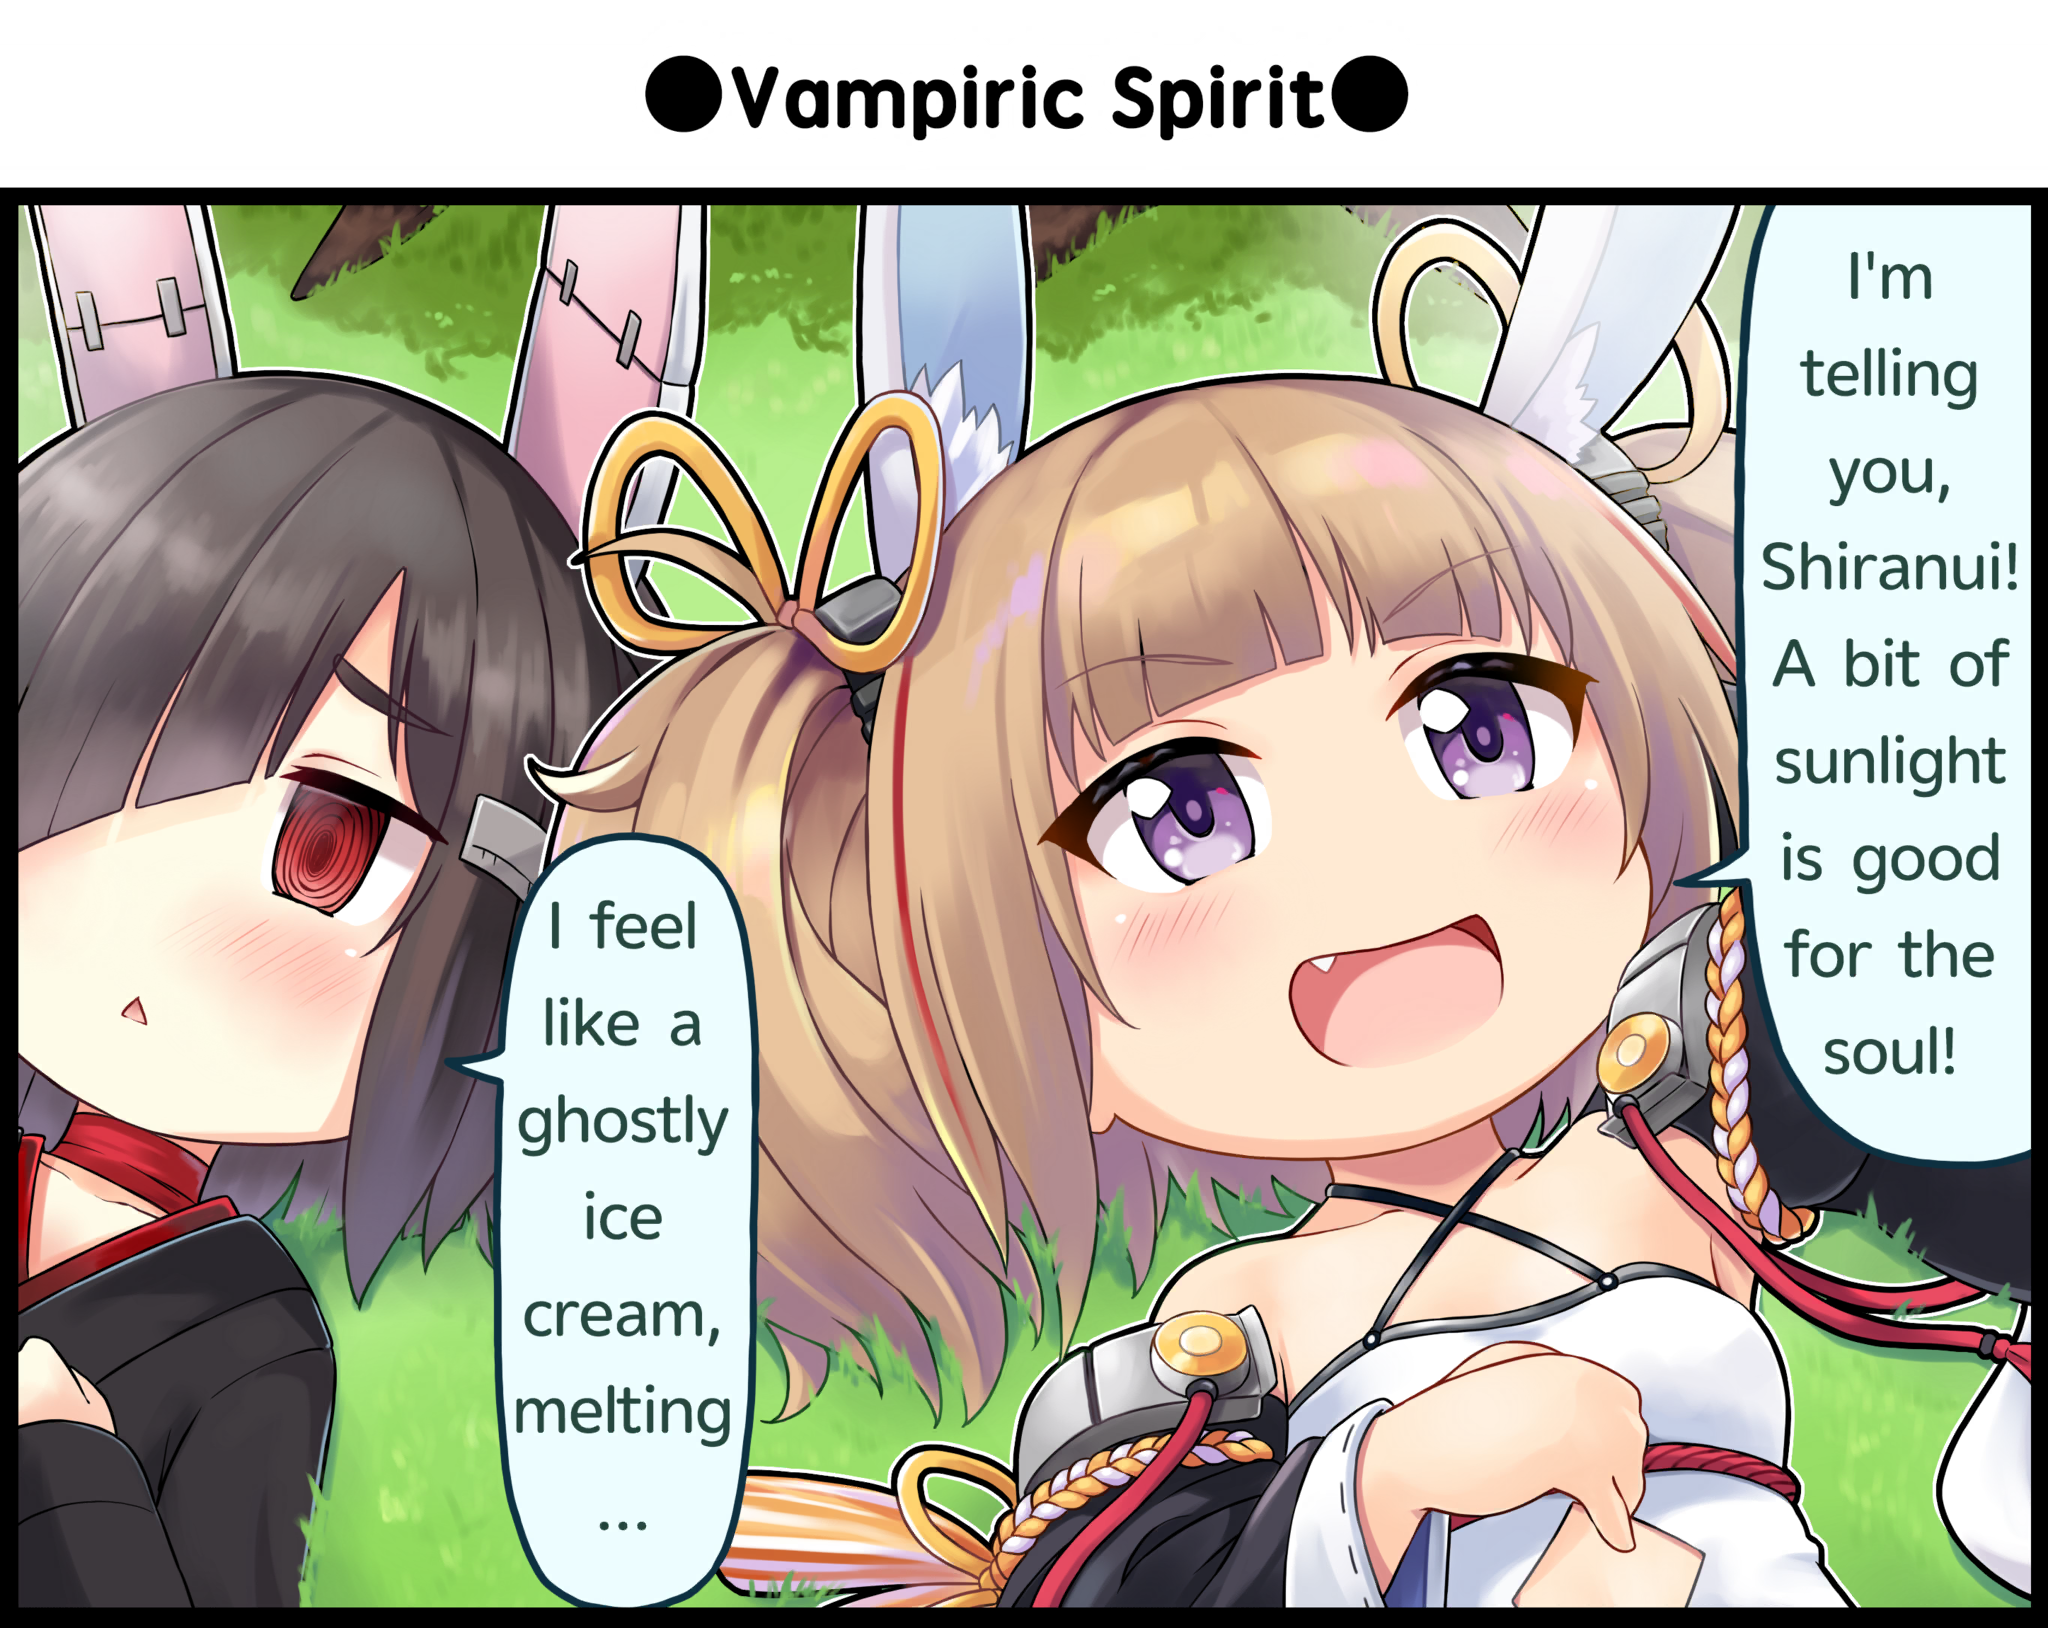 ●Vampiric Spirit●
I'm
telling
you,
Shiranui!
A bit of
sunlight
is good
for the
soul!
I feel
like a
ghostly
ice
cream,
melting
...